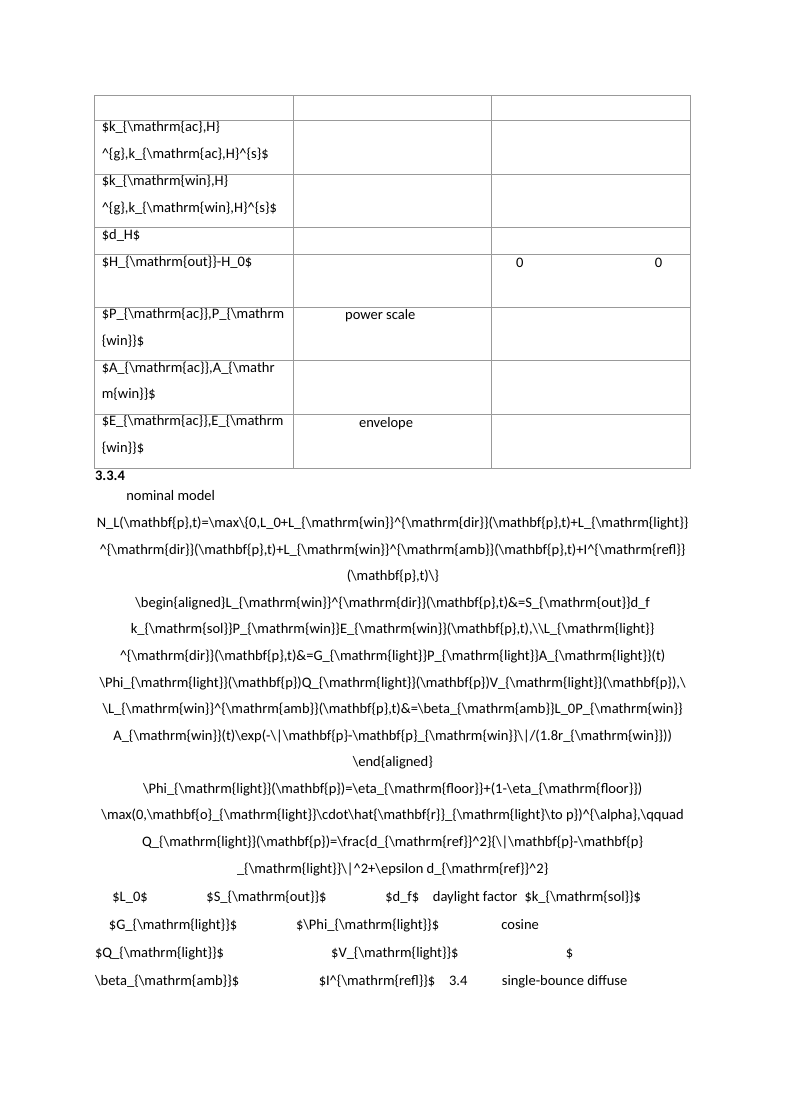 $k_{\mathrm{ac},H}
^{g},k_{\mathrm{ac},H}^{s}$
$k_{\mathrm{win},H}
^{g},k_{\mathrm{win},H}^{s}$
$d_H$
$H_{\mathrm{out}}-H_0$ 0 0
$P_{\mathrm{ac}},P_{\mathrm power scale
{win}}$
$A_{\mathrm{ac}},A_{\mathr
m{win}}$
$E_{\mathrm{ac}},E_{\mathrm envelope
{win}}$
3.3.4
nominal model
N_L(\mathbf{p},t)=\max\{0,L_0+L_{\mathrm{win}}^{\mathrm{dir}}(\mathbf{p},t)+L_{\mathrm{light}}
^{\mathrm{dir}}(\mathbf{p},t)+L_{\mathrm{win}}^{\mathrm{amb}}(\mathbf{p},t)+I^{\mathrm{refl}}
(\mathbf{p},t)\}
\begin{aligned}L_{\mathrm{win}}^{\mathrm{dir}}(\mathbf{p},t)&=S_{\mathrm{out}}d_f
k_{\mathrm{sol}}P_{\mathrm{win}}E_{\mathrm{win}}(\mathbf{p},t),\\L_{\mathrm{light}}
^{\mathrm{dir}}(\mathbf{p},t)&=G_{\mathrm{light}}P_{\mathrm{light}}A_{\mathrm{light}}(t)
\Phi_{\mathrm{light}}(\mathbf{p})Q_{\mathrm{light}}(\mathbf{p})V_{\mathrm{light}}(\mathbf{p}),\
\L_{\mathrm{win}}^{\mathrm{amb}}(\mathbf{p},t)&=\beta_{\mathrm{amb}}L_0P_{\mathrm{win}}
A_{\mathrm{win}}(t)\exp(-\|\mathbf{p}-\mathbf{p}_{\mathrm{win}}\|/(1.8r_{\mathrm{win}}))
\end{aligned}
\Phi_{\mathrm{light}}(\mathbf{p})=\eta_{\mathrm{floor}}+(1-\eta_{\mathrm{floor}})
\max(0,\mathbf{o}_{\mathrm{light}}\cdot\hat{\mathbf{r}}_{\mathrm{light}\to p})^{\alpha},\qquad
Q_{\mathrm{light}}(\mathbf{p})=\frac{d_{\mathrm{ref}}^2}{\|\mathbf{p}-\mathbf{p}
_{\mathrm{light}}\|^2+\epsilon d_{\mathrm{ref}}^2}
$L_0$ $S_{\mathrm{out}}$ $d_f$ daylight factor $k_{\mathrm{sol}}$
$G_{\mathrm{light}}$ $\Phi_{\mathrm{light}}$ cosine
$Q_{\mathrm{light}}$ $V_{\mathrm{light}}$ $
\beta_{\mathrm{amb}}$ $I^{\mathrm{refl}}$ 3.4 single-bounce diffuse